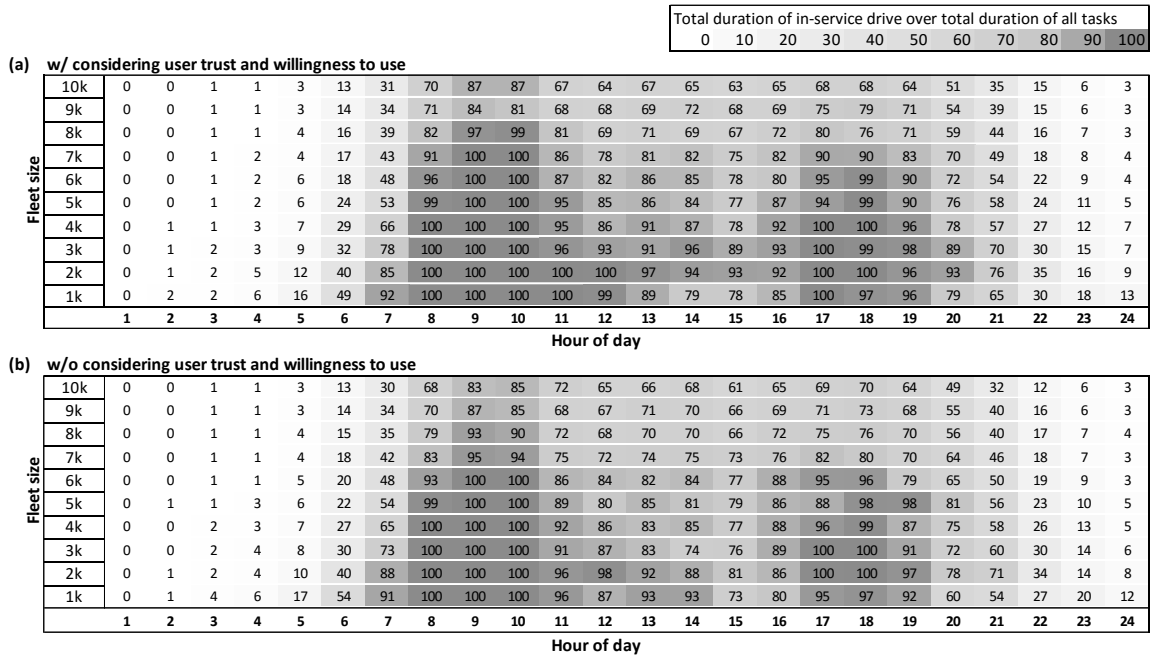 Total duration of in-service drive over total duration of all tasks
0 10 20 30 40 50 60 70 80 90 100
(a) w/ considering user trust and willingness to use
10k 0 0 1 1 3 13 31 70 87 87 67 64 67 65 63 65 68 68 64 51 35 15 6 3
9k 0 0 1 1 3 14 34 71 84 81 68 68 69 72 68 69 75 79 71 54 39 15 6 3
8k 0 0 1 1 4 16 39 82 97 99 81 69 71 69 67 72 80 76 71 59 44 16 7 3
7k 0 0 1 2 4 17 43 91 100 100 86 78 81 82 75 82 90 90 83 70 49 18 8 4
6k 0 0 1 2 6 18 48 96 100 100 87 82 86 85 78 80 95 99 90 72 54 22 9 4
5k 0 0 1 2 6 24 53 99 100 100 95 85 86 84 77 87 94 99 90 76 58 24 11 5
4k 0 1 1 3 7 29 66 100 100 100 95 86 91 87 78 92 100 100 96 78 57 27 12 7
3k 0 1 2 3 9 32 78 100 100 100 96 93 91 96 89 93 100 99 98 89 70 30 15 7
2k 0 1 2 5 12 40 85 100 100 100 100 100 97 94 93 92 100 100 96 93 76 35 16 9
1k 0 2 2 6 16 49 92 100 100 100 100 99 89 79 78 85 100 97 96 79 65 30 18 13
1 2 3 4 5 6 7 8 9 10 11 12 13 14 15 16 17 18 19 20 21 22 23 24
Fleet size
Hour of day
(b) w/o considering user trust and willingness to use
10k 0 0 1 1 3 13 30 68 83 85 72 65 66 68 61 65 69 70 64 49 32 12 6 3
9k 0 0 1 1 3 14 34 70 87 85 68 67 71 70 66 69 71 73 68 55 40 16 6 3
8k 0 0 1 1 4 15 35 79 93 90 72 68 70 70 66 72 75 76 70 56 40 17 7 4
7k 0 0 1 1 4 18 42 83 95 94 75 72 74 75 73 76 82 80 70 64 46 18 7 3
6k 0 0 1 1 5 20 48 93 100 100 86 84 82 84 77 88 95 96 79 65 50 19 9 3
5k 0 1 1 3 6 22 54 99 100 100 89 80 85 81 79 86 88 98 98 81 56 23 10 5
4k 0 0 2 3 7 27 65 100 100 100 92 86 83 85 77 88 96 99 87 75 58 26 13 5
3k 0 0 2 4 8 30 73 100 100 100 91 87 83 74 76 89 100 100 91 72 60 30 14 6
2k 0 1 2 4 10 40 88 100 100 100 96 98 92 88 81 86 100 100 97 78 71 34 14 8
1k 0 1 4 6 17 54 91 100 100 100 96 87 93 93 73 80 95 97 92 60 54 27 20 12
1 2 3 4 5 6 7 8 9 10 11 12 13 14 15 16 17 18 19 20 21 22 23 24
Fleet size
Hour of day